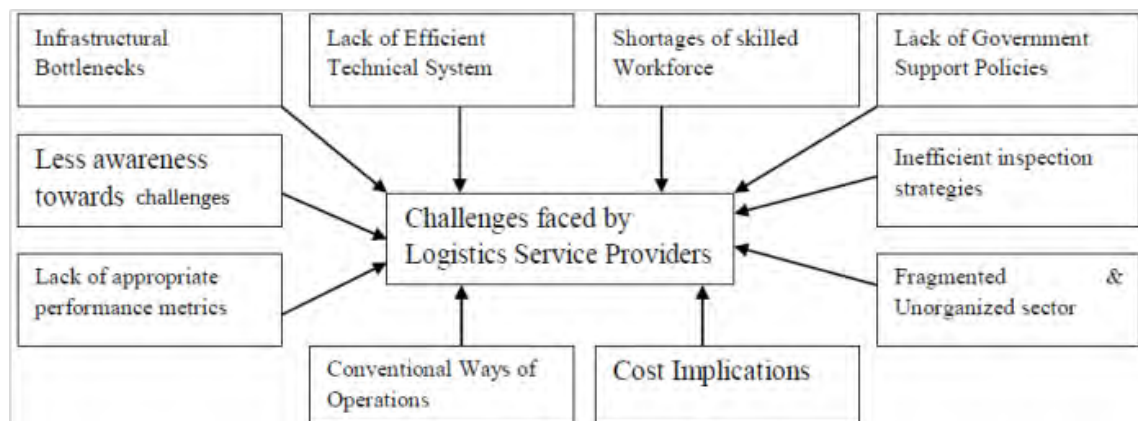 Infrastructural
Bottlenecks
Lack of Efficient
Technical System
Shortages of skilled
Workforce
Lack of Government
Support Policies
Less awareness
towards challenges
Inefficient inspection
strategies
Challenges faced by
Logistics Service Providers
Lack of appropriate
performance metrics
Fragmented &
Unorganized sector
Conventional Ways of
Operations
Cost Implications